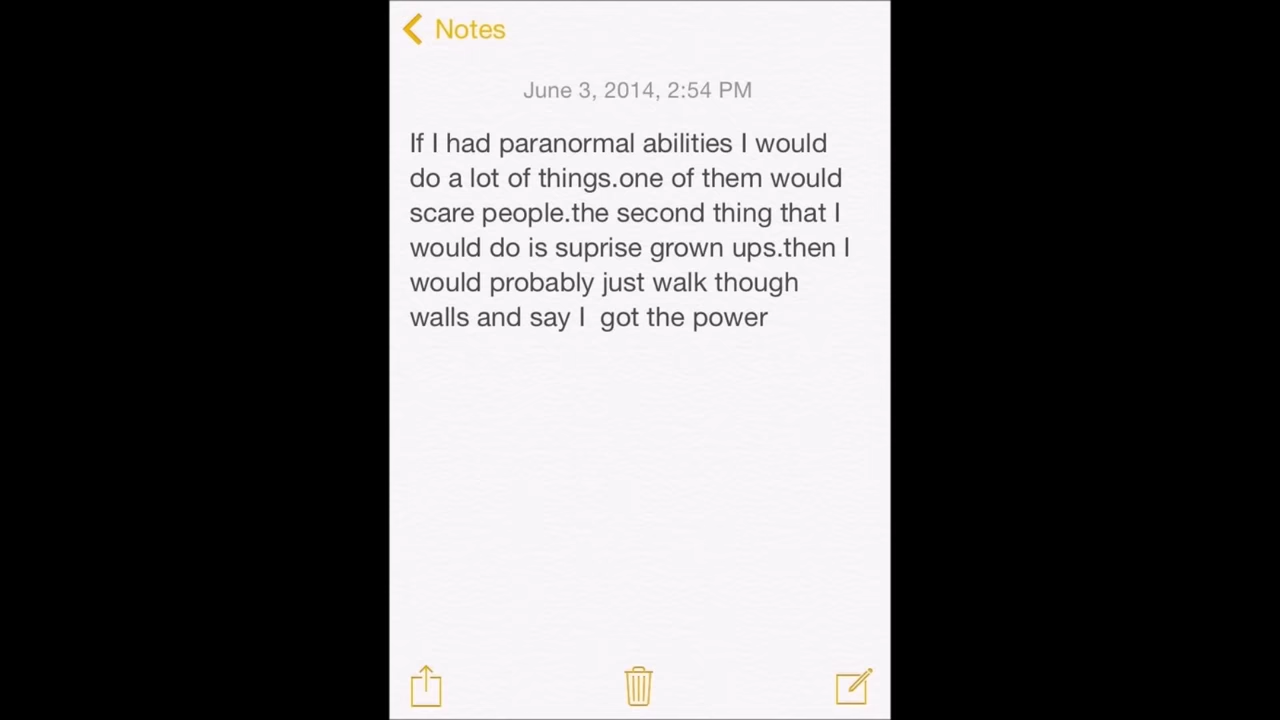 Notes
June 3, 2014, 2:54 PM
If I had paranormal abilities I would
do a lot of things.one of them would
scare people.the second thing that I
would do is suprise grown ups.then I
would probably just walk though
walls and say I  got the power